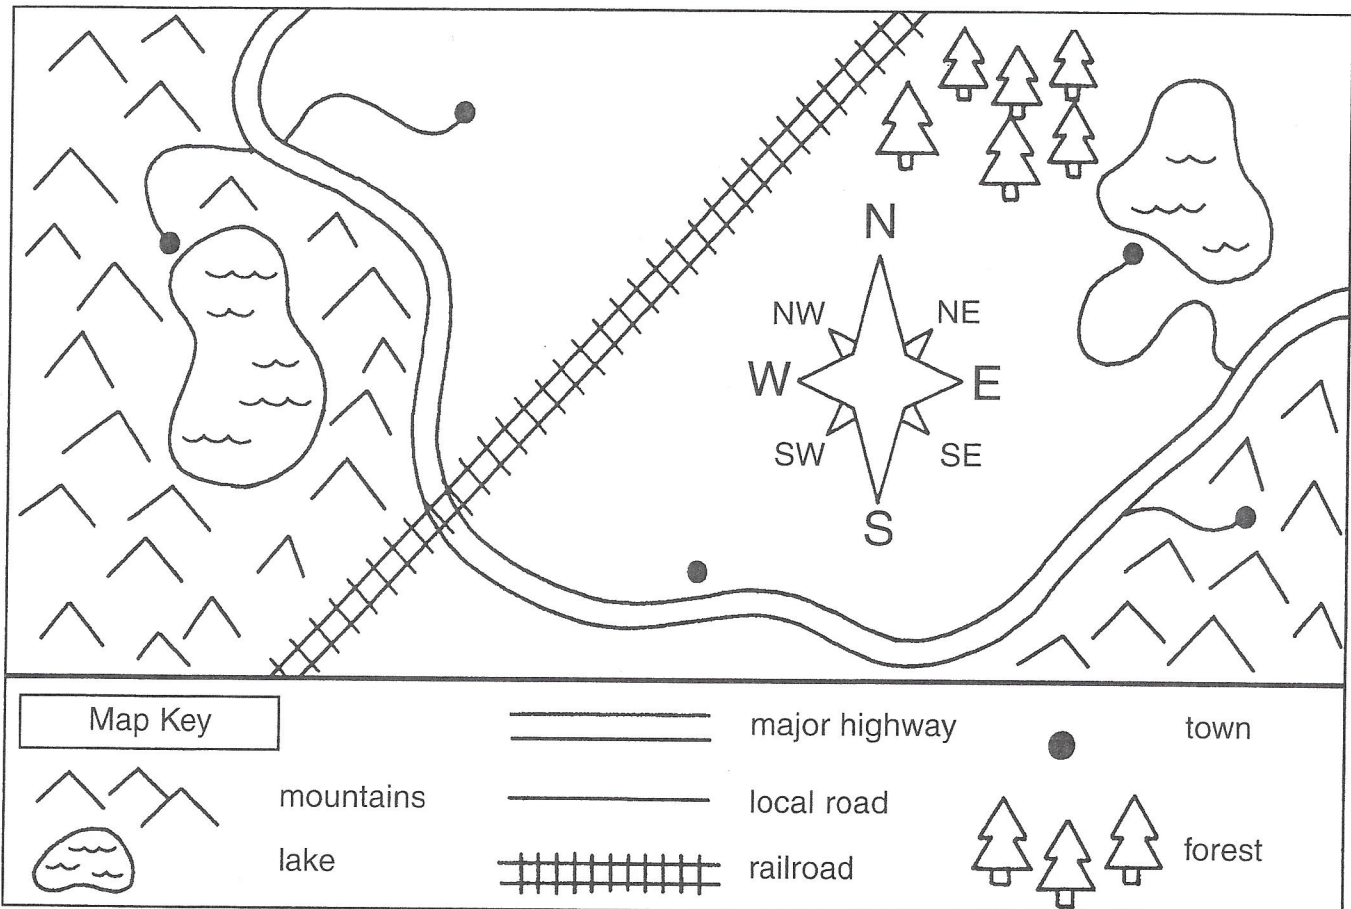 N
NW NE
W E
SW SE
S
Map Key
major highway
town
mountains
local road
lake
railroad
forest